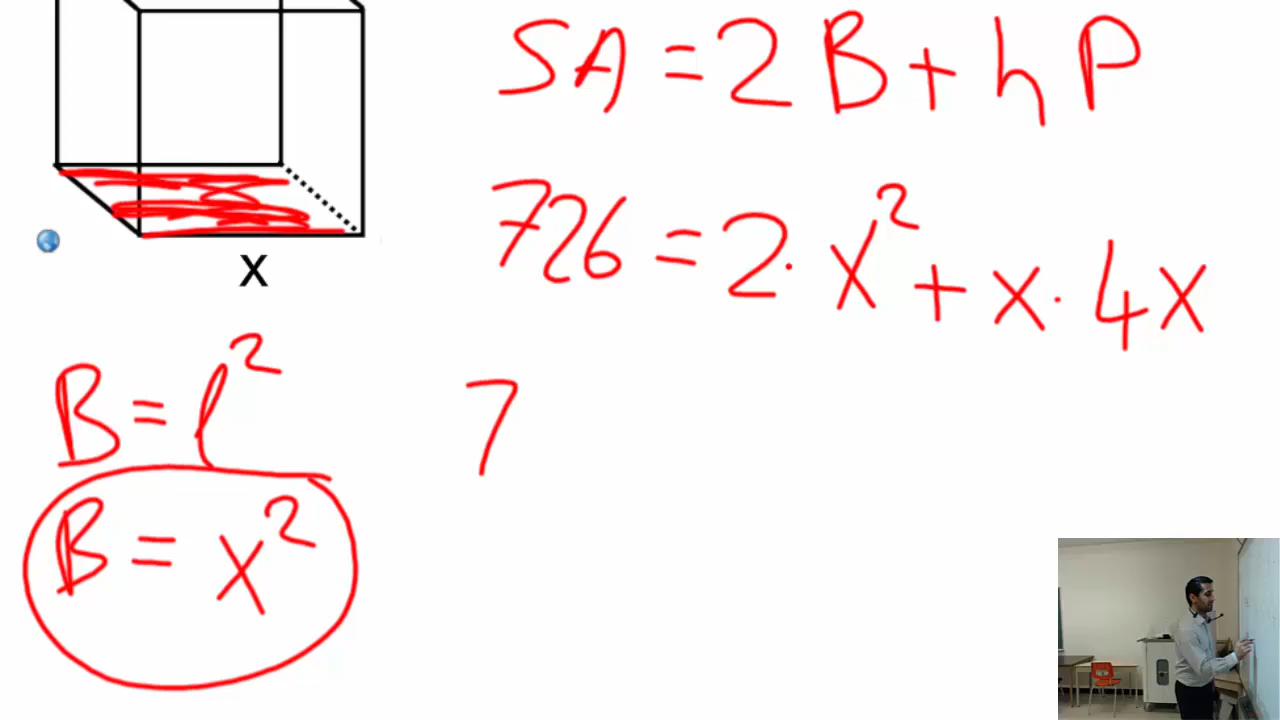 SA = 2B + hP
726 = 2 · x² + x · 4x
x
B = l²
7
B = x²